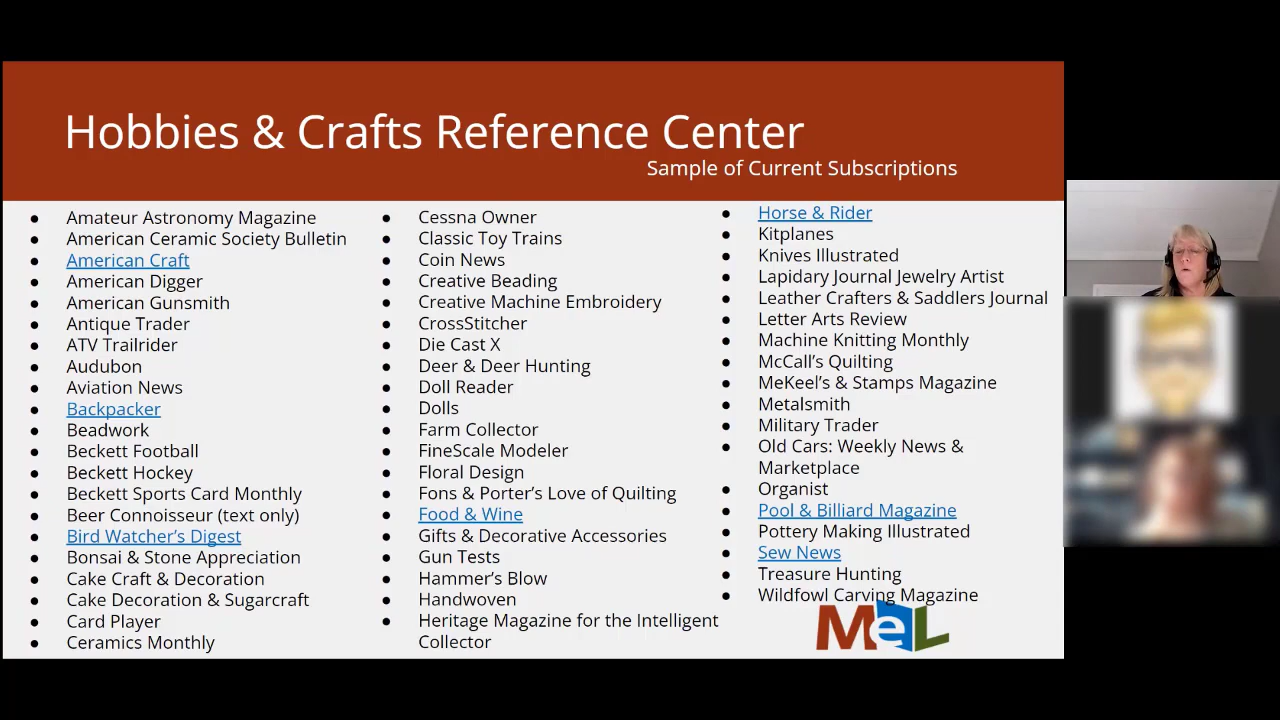 Hobbies & Crafts Reference Center
Sample of Current Subscriptions
Amateur Astronomy Magazine
American Ceramic Society Bulletin
American Craft
American Digger
American Gunsmith
Antique Trader
ATV Trailrider
Audubon
Aviation News
Backpacker
Beadwork
Beckett Football
Beckett Hockey
Beckett Sports Card Monthly
Beer Connoisseur (text only)
Bird Watcher's Digest
Bonsai & Stone Appreciation
Cake Craft & Decoration
Cake Decoration & Sugarcraft
Card Player
Ceramics Monthly
Cessna Owner
Classic Toy Trains
Coin News
Creative Beading
Creative Machine Embroidery
CrossStitcher
Die Cast X
Deer & Deer Hunting
Doll Reader
Dolls
Farm Collector
FineScale Modeler
Floral Design
Fons & Porter's Love of Quilting
Food & Wine
Gifts & Decorative Accessories
Gun Tests
Hammer's Blow
Handwoven
Heritage Magazine for the Intelligent
Collector
Horse & Rider
Kitplanes
Knives Illustrated
Lapidary Journal Jewelry Artist
Leather Crafters & Saddlers Journal
Letter Arts Review
Machine Knitting Monthly
McCall's Quilting
MeKeel's & Stamps Magazine
Metalsmith
Military Trader
Old Cars: Weekly News &
Marketplace
Organist
Pool & Billiard Magazine
Pottery Making Illustrated
Sew News
Treasure Hunting
Wildfowl Carving Magazine
MeL